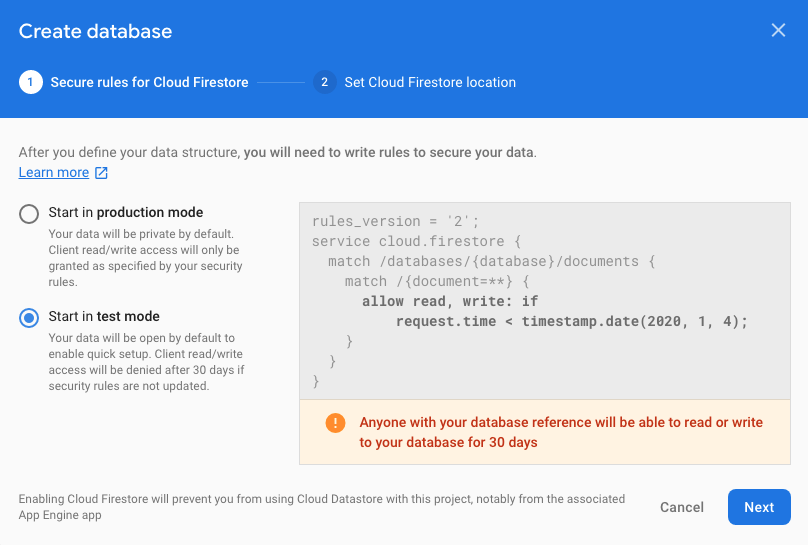 Create database
1 Secure rules for Cloud Firestore
2 Set Cloud Firestore location
After you define your data structure, you will need to write rules to secure your data.
Learn more
Start in production mode
Your data will be private by default.
Client read/write access will only be
granted as specified by your security
rules.
Start in test mode
Your data will be open by default to
enable quick setup. Client read/write
access will be denied after 30 days if
security rules are not updated.
rules_version = '2';
service cloud.firestore {
  match /databases/{database}/documents {
    match /{document=**} {
      allow read, write: if
          request.time < timestamp.date(2020, 1, 4);
    }
  }
}
Anyone with your database reference will be able to read or write
to your database for 30 days
Enabling Cloud Firestore will prevent you from using Cloud Datastore with this project, notably from the associated
App Engine app
Cancel
Next